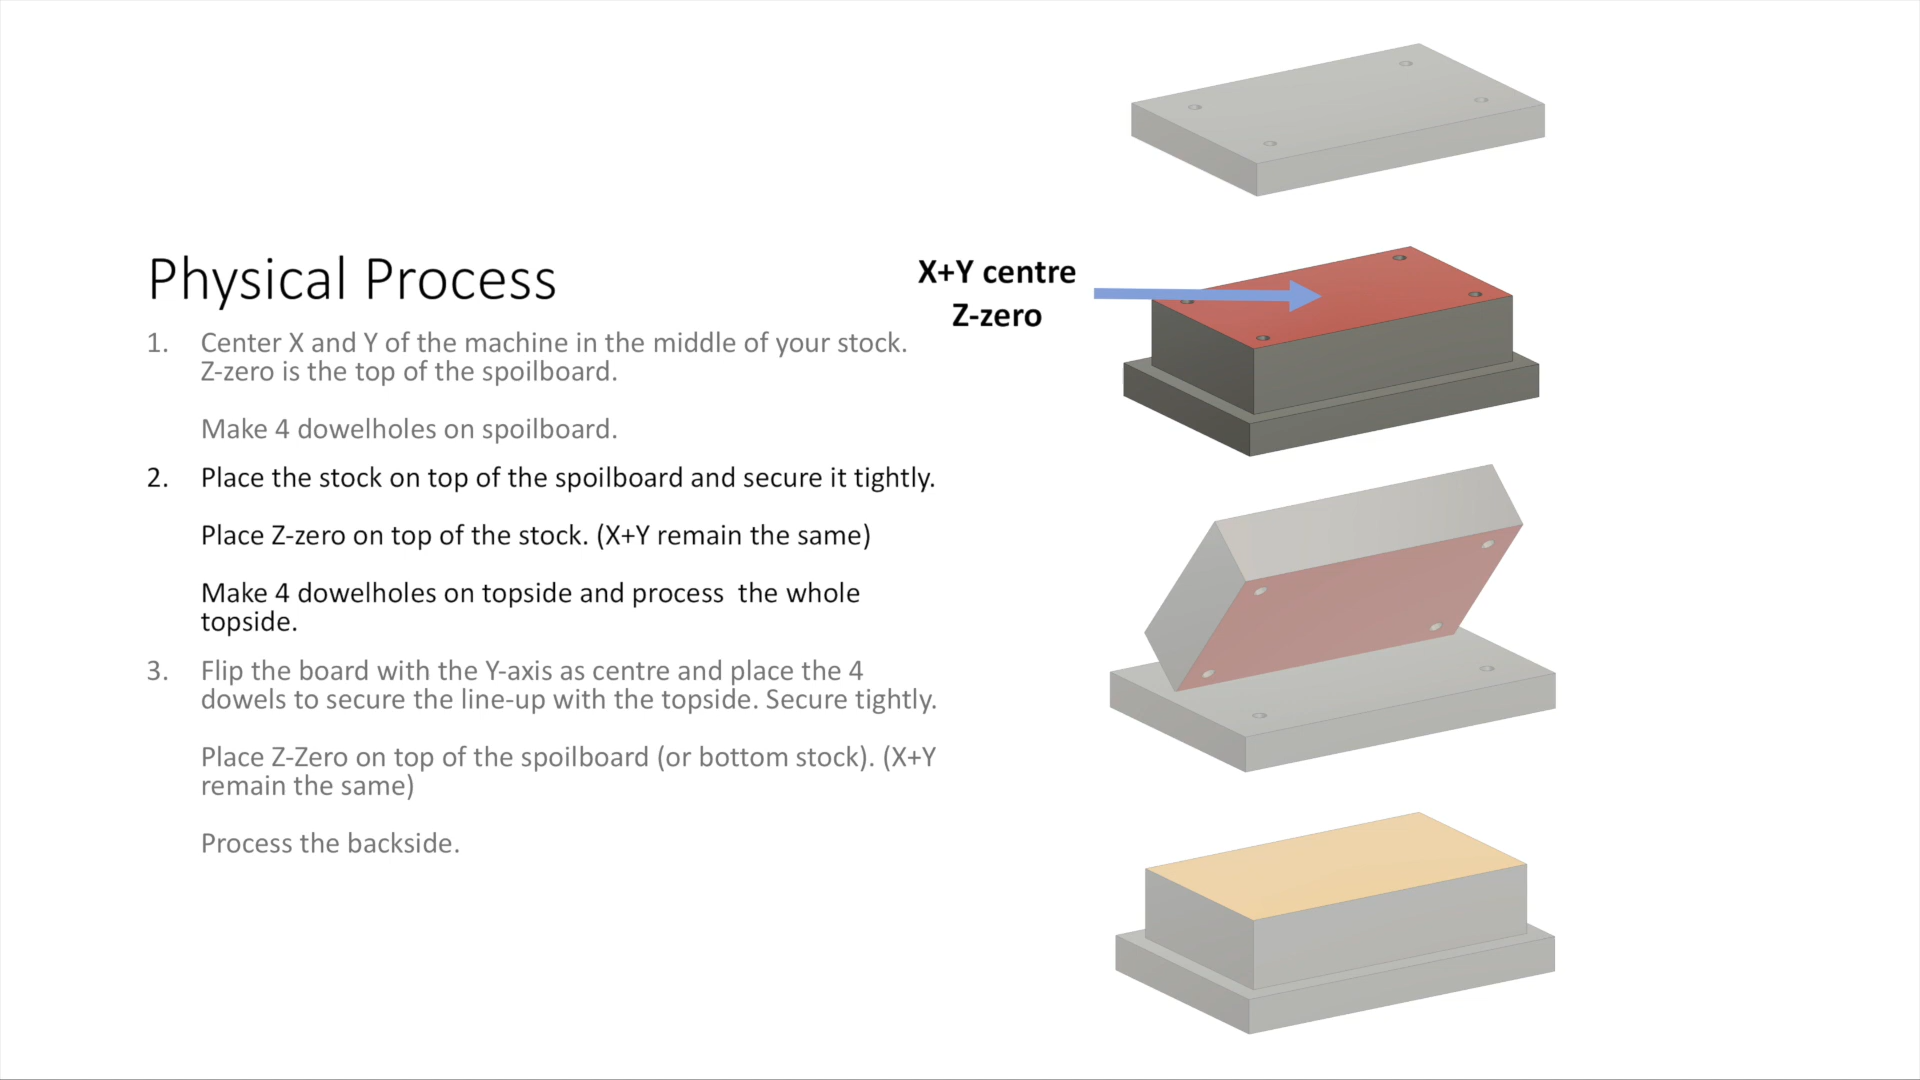 Physical Process
X+Y centre
Z-zero
1. Center X and Y of the machine in the middle of your stock.
Z-zero is the top of the spoilboard.
Make 4 dowelholes on spoilboard.
2. Place the stock on top of the spoilboard and secure it tightly.
Place Z-zero on top of the stock. (X+Y remain the same)
Make 4 dowelholes on topside and process  the whole
topside.
3. Flip the board with the Y-axis as centre and place the 4
dowels to secure the line-up with the topside. Secure tightly.
Place Z-Zero on top of the spoilboard (or bottom stock). (X+Y
remain the same)
Process the backside.